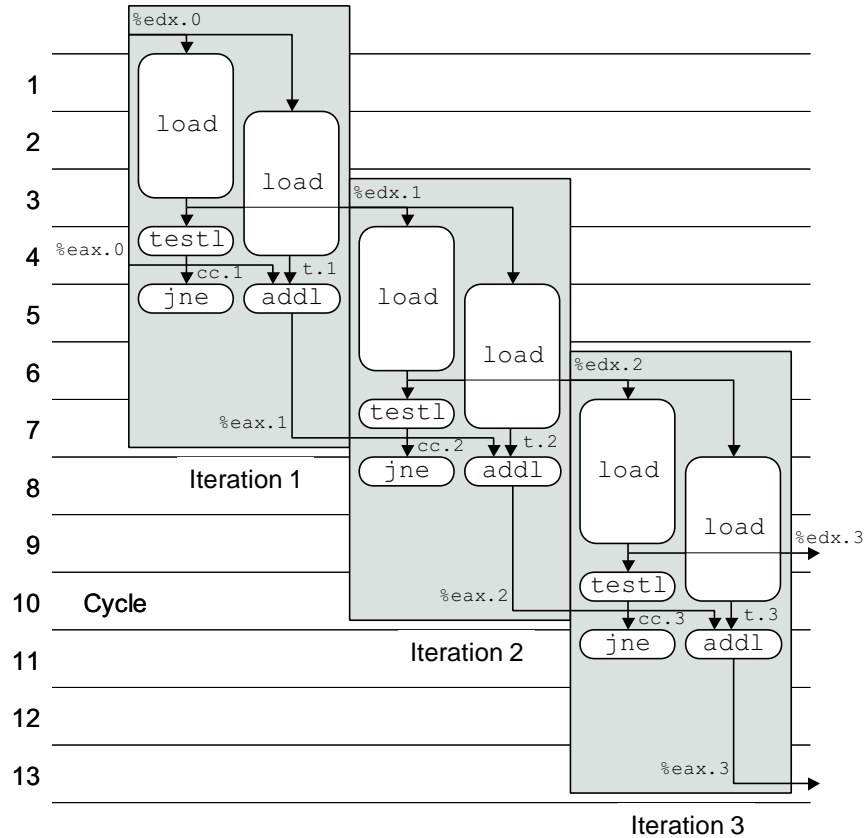 %edx.0
1
load
2
load
3
%edx.1
testl
4
%eax.0
cc.1
t.1
jne
addl
load
5
load
6
%edx.2
testl
7
%eax.1
cc.2
t.2
Iteration 1
jne
addl
load
8
load
9
%edx.3
testl
10
Cycle
%eax.2
cc.3
t.3
Iteration 2
jne
addl
11
12
13
%eax.3
Iteration 3